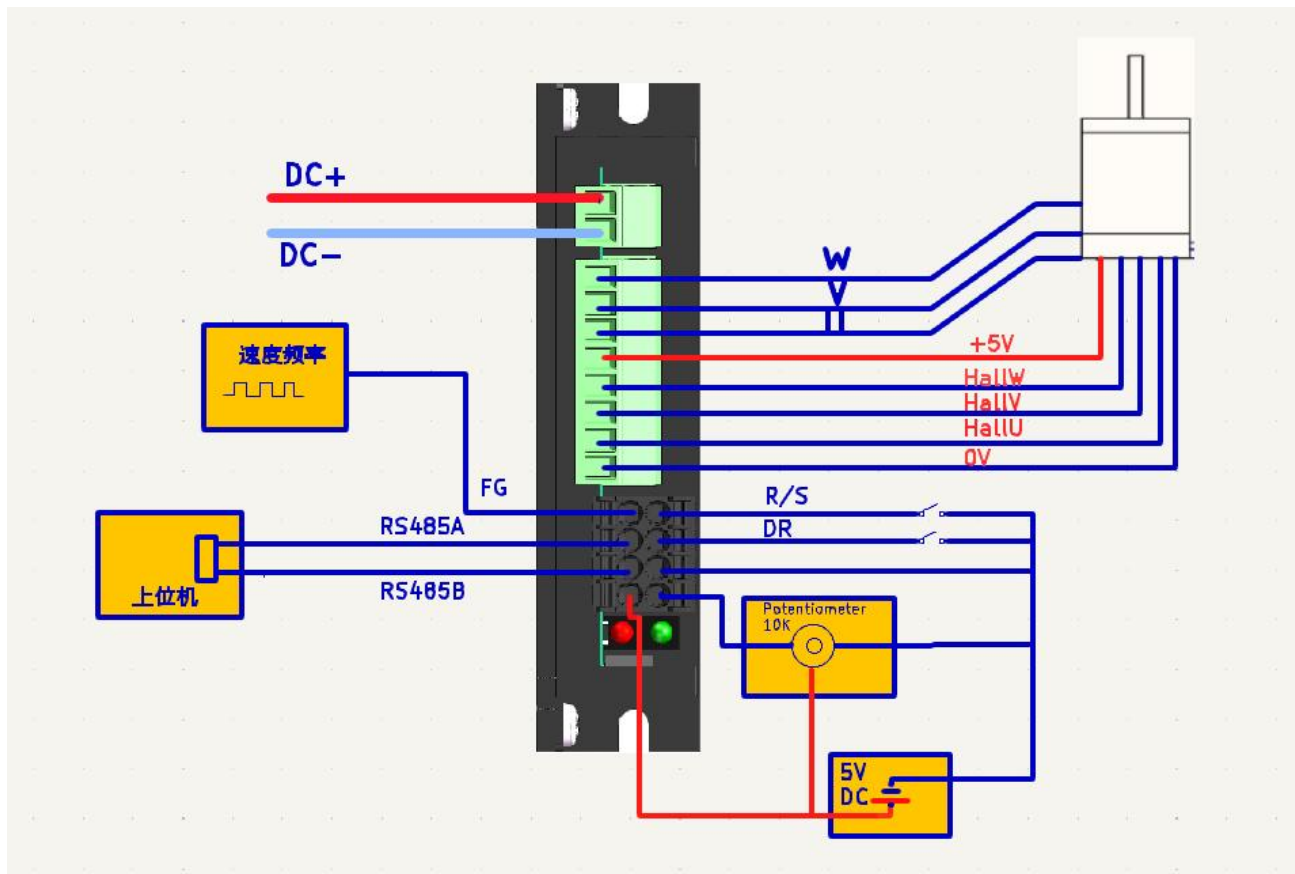 DC+
DC-
W
V
U
+5V
HallW
HallV
HallU
0V
速度频率
FG
R/S
DR
RS485A
RS485B
上位机
Potentiometer
10K
5V
DC